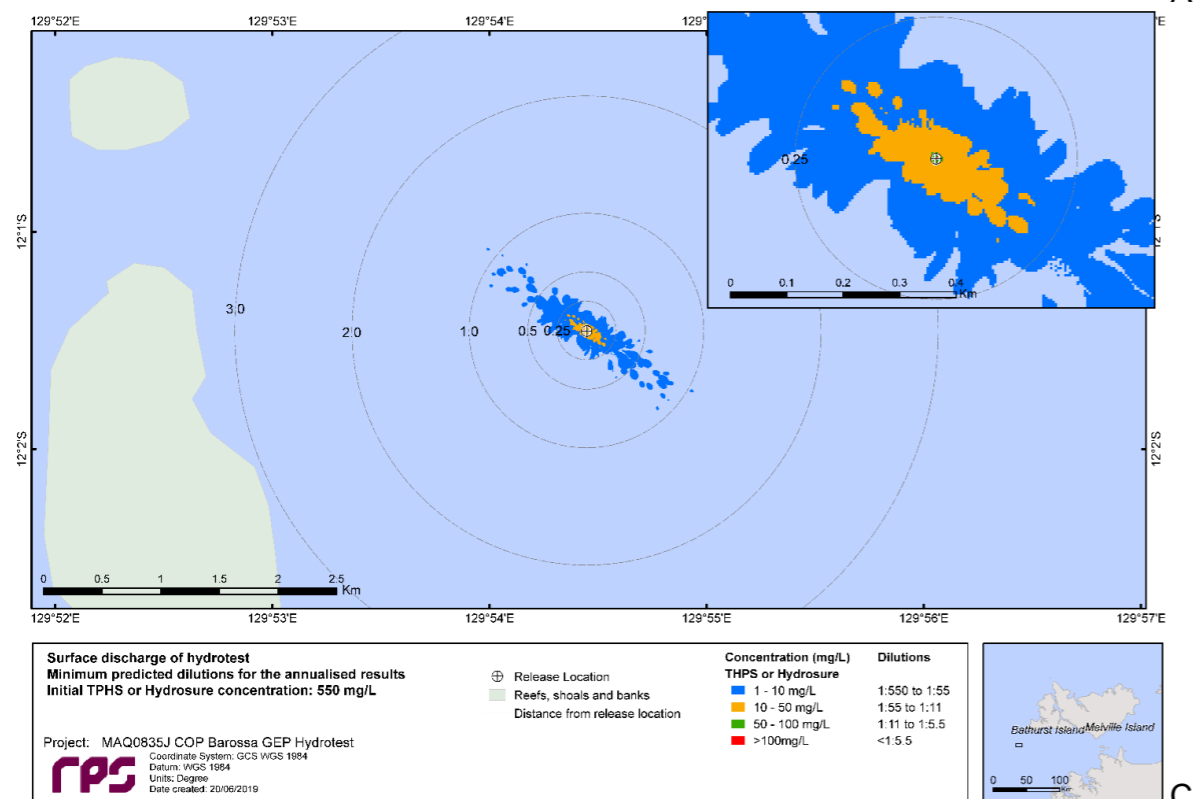 129°52'E 129°53'E 129°54'E 129° 'E
0.25
0 0.1 0.2 0.3 0.4 Km
12°1'S
3.0 2.0 1.0 0.5 0.25
12°2'S 12°2'S
0 0.5 1 1.5 2 2.5 Km
129°52'E 129°53'E 129°54'E 129°55'E 129°56'E 129°57'E
Surface discharge of hydrotest
Minimum predicted dilutions for the annualised results
Initial TPHS or Hydrosure concentration: 550 mg/L
Release Location
Reefs, shoals and banks
Distance from release location
Concentration (mg/L) Dilutions
THPS or Hydrosure
1 - 10 mg/L 1:550 to 1:55
10 - 50 mg/L 1:55 to 1:11
50 - 100 mg/L 1:11 to 1:5.5
>100mg/L <1:5.5
Project: MAQ0835J COP Barossa GEP Hydrotest
rps
Coordinate System: GCS WGS 1984
Datum: WGS 1984
Units: Degree
Date created: 20/06/2019
Bathurst Island Melville Island
0 50 100
Km
C